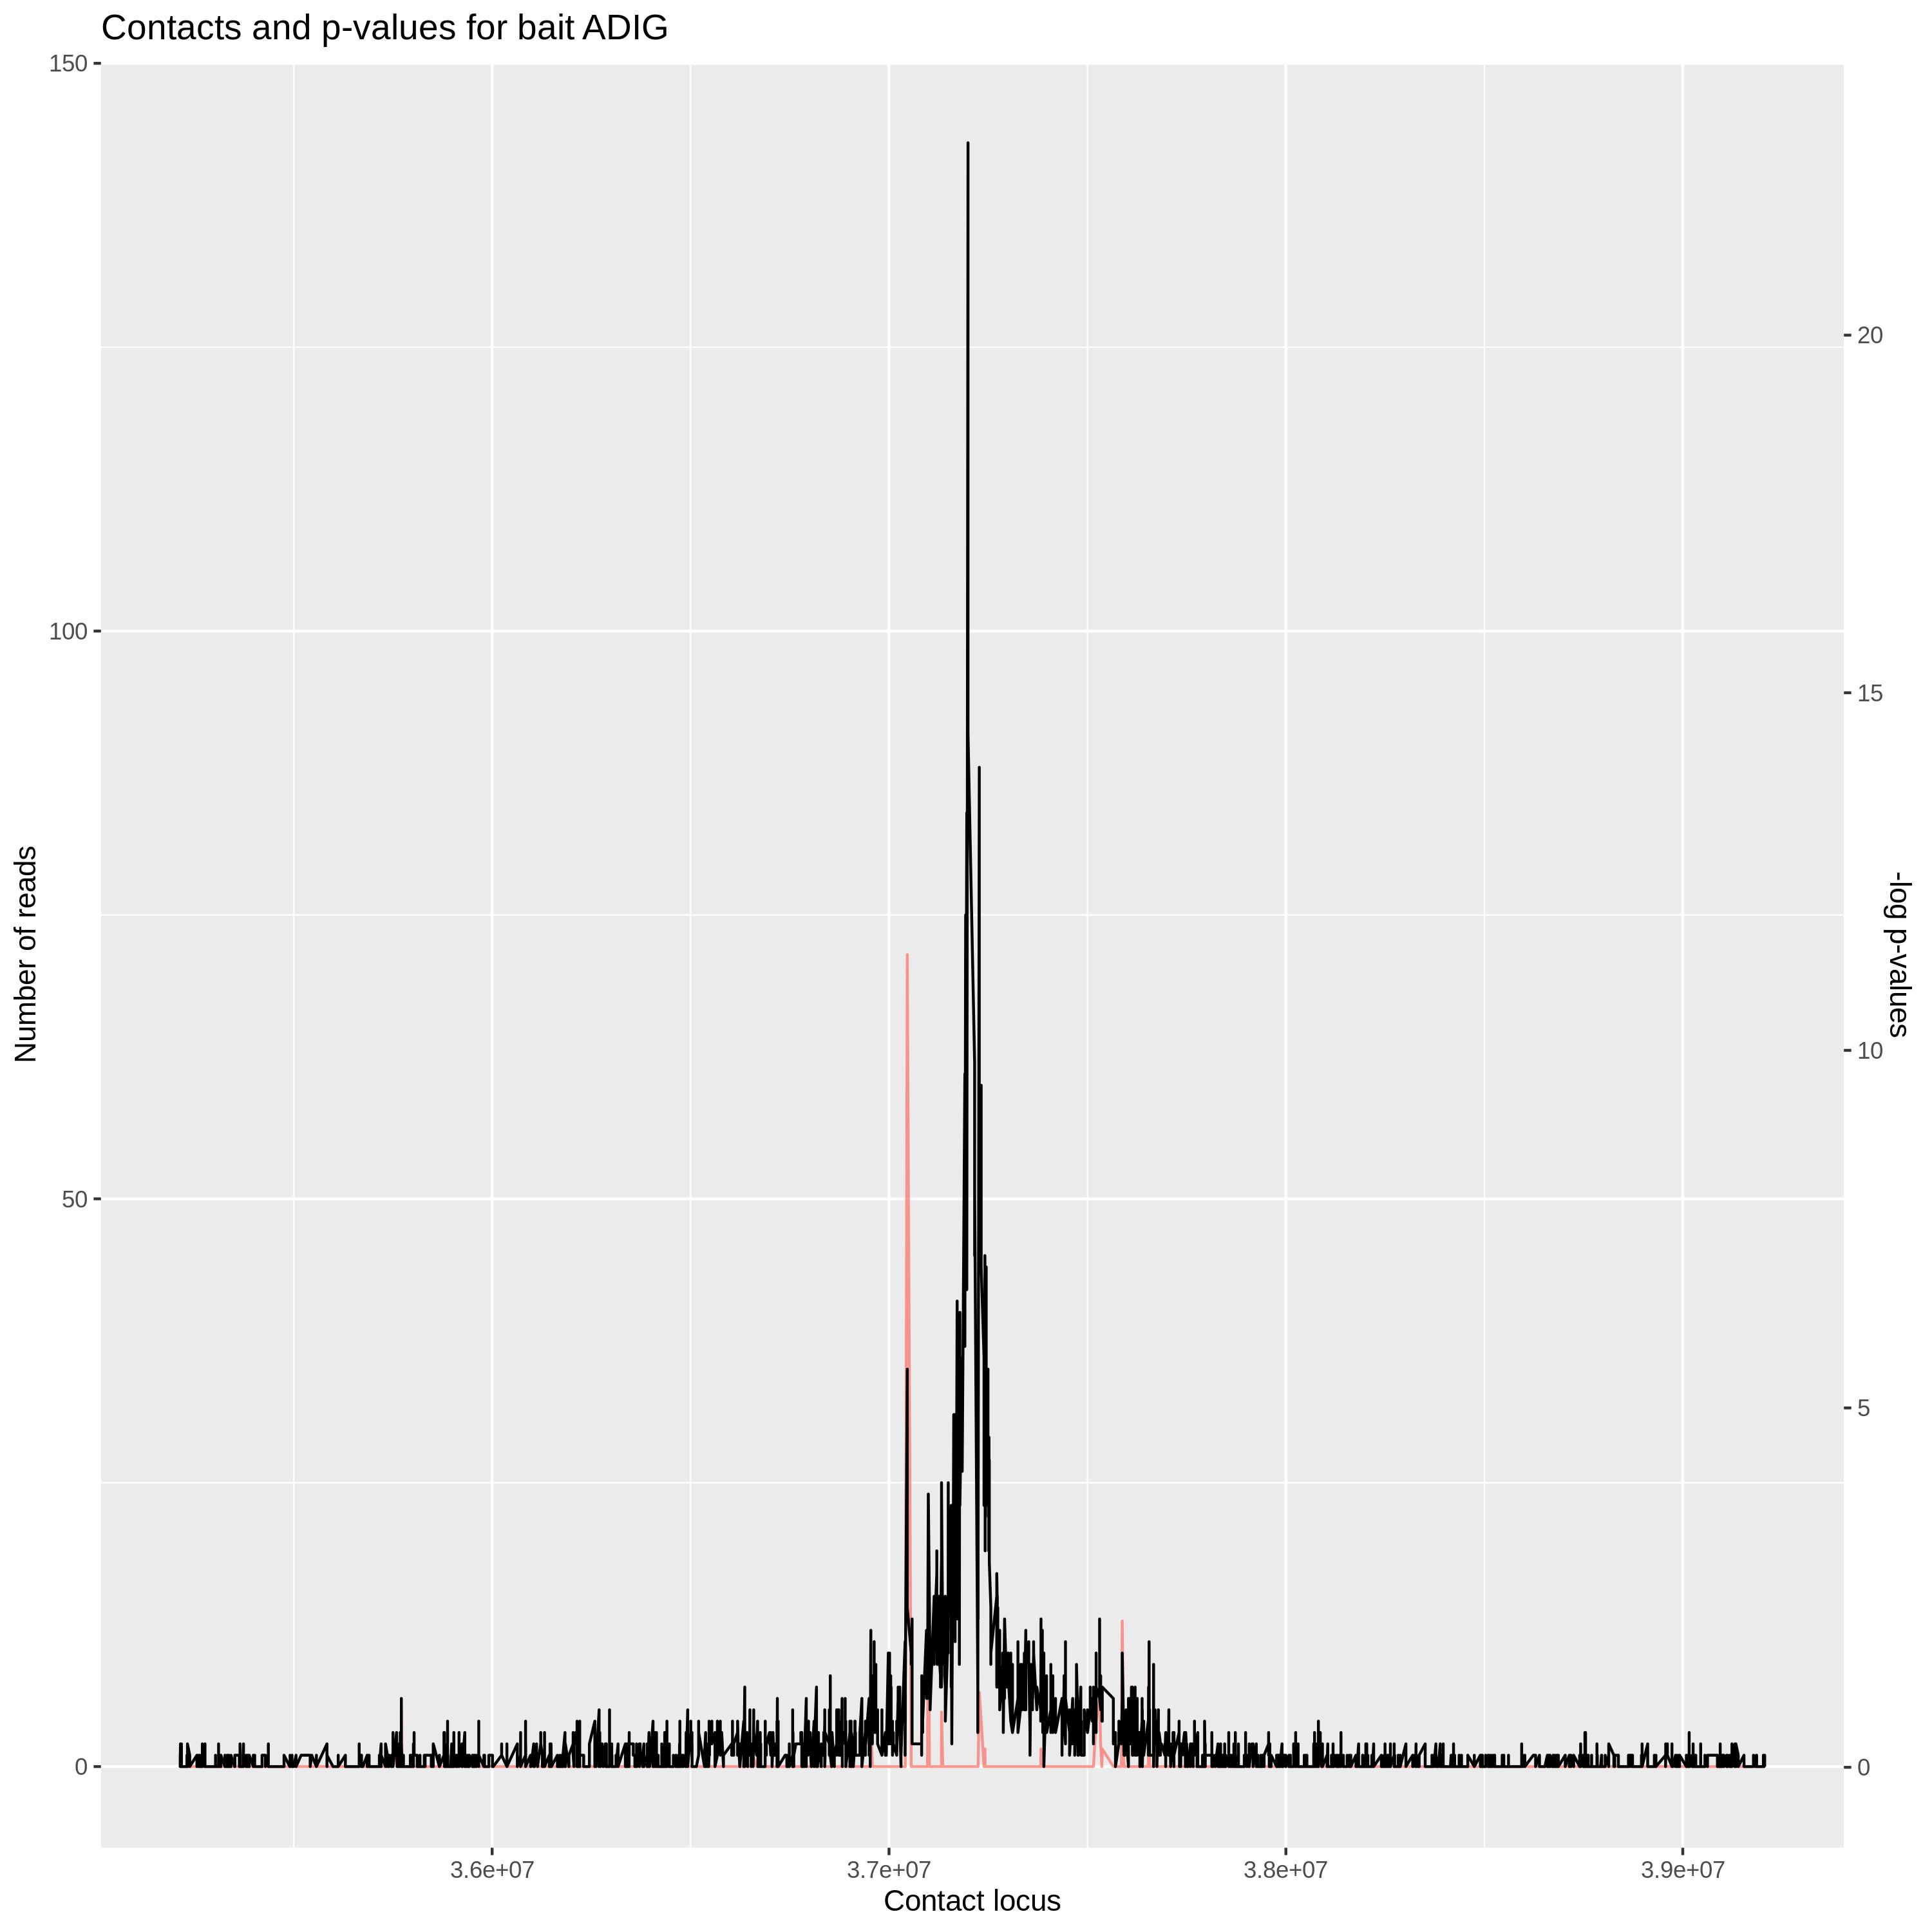 Contacts and p-values for bait ADIG
150
100
50
0
Number of reads
20
15
10
5
0
-log p-values
3.6e+07
3.7e+07
3.8e+07
3.9e+07
Contact locus